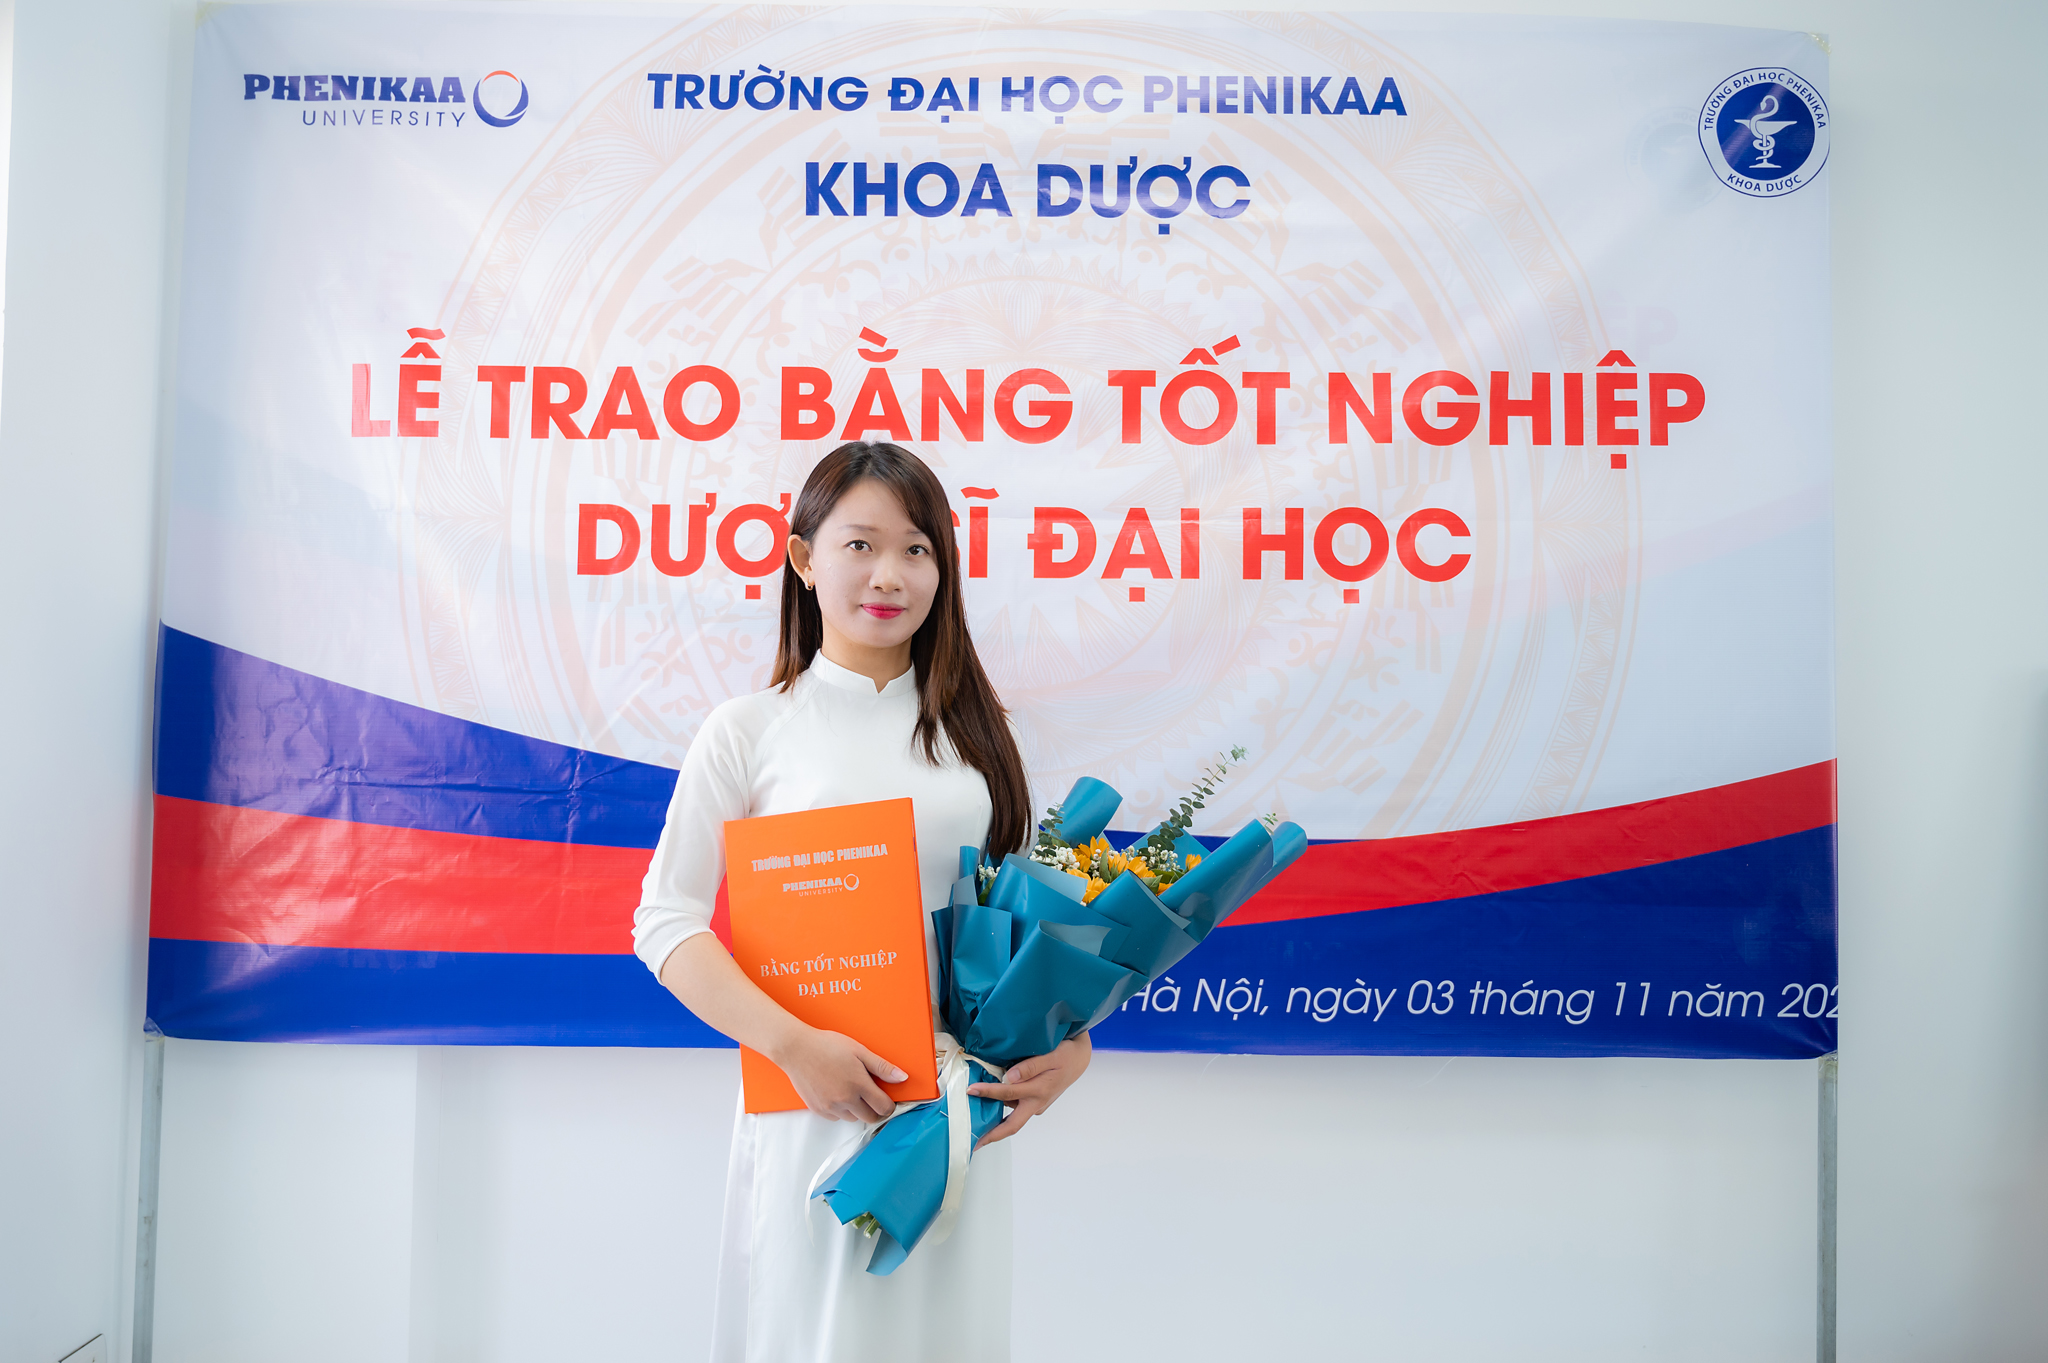 PHENIKAA
UNIVERSITY
TRƯỜNG ĐẠI HỌC PHENIKAA
KHOA DƯỢC
TRƯỜNG ĐẠI HỌC PHENIKAA
KHOA DƯỢC
LỄ TRAO BẰNG TỐT NGHIỆP
SĨ ĐẠI HỌC
TRƯỜNG ĐẠI HỌC PHENIKAA
PHENIKAA
UNIVERSITY
BẰNG TỐT NGHIỆP
ĐẠI HỌC
Hà Nội, ngày 03 tháng 11 năm